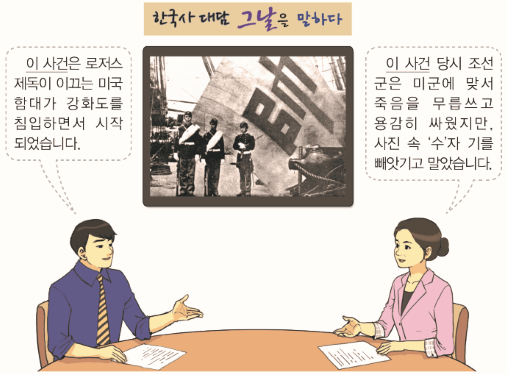 한국사 대담 그날을 말하다
이 사건은 로저스
제독이 이끄는 미국
함대가 강화도를
침입하면서 시작
되었습니다.
이 사건 당시 조선
군은 미군에 맞서
죽음을 무릅쓰고
용감히 싸웠지만,
사진 속 '수'자 기를
빼앗기고 말았습니다.
帥